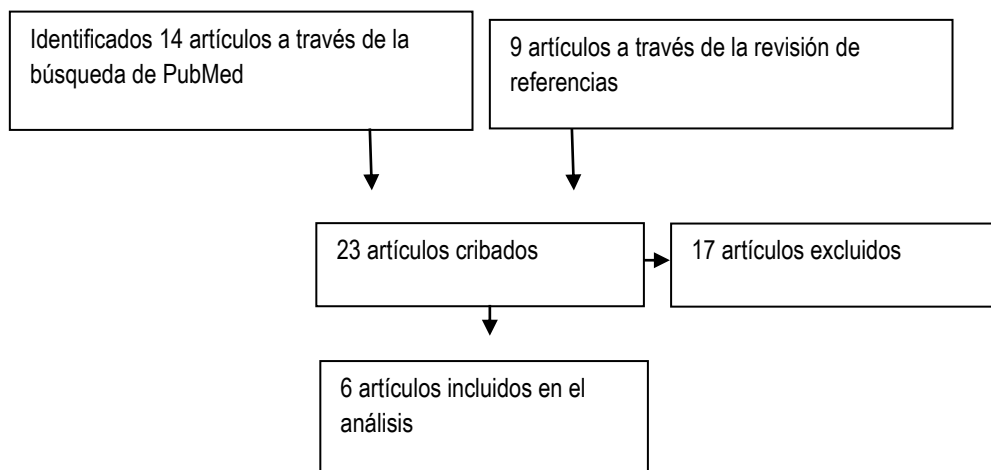 Identificados 14 artículos a través de la
búsqueda de PubMed
9 artículos a través de la revisión de
referencias
23 artículos cribados
17 artículos excluidos
6 artículos incluidos en el
análisis